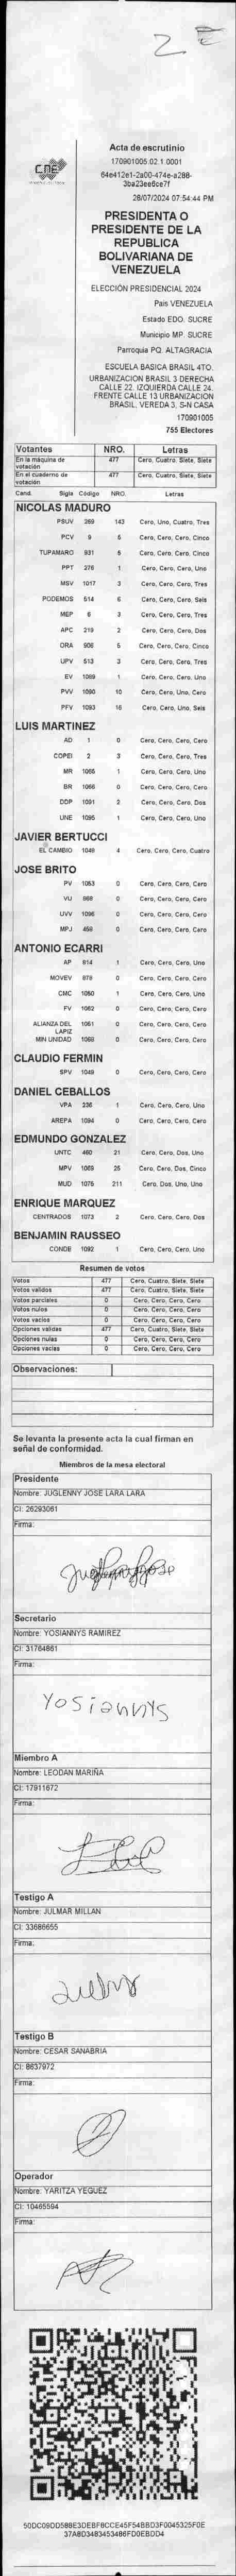 2 E
CNE
Acta de escrutinio
170901005.02.1.0001
64e412e1-2a00-474e-a288-
3ba23ee6ce7f
28/07/2024 07:54:44 PM
PRESIDENTA O
PRESIDENTE DE LA
REPUBLICA
BOLIVARIANA DE
VENEZUELA
ELECCIÓN PRESIDENCIAL 2024
País VENEZUELA
Estado EDO. SUCRE
Municipio MP. SUCRE
Parroquia PQ. ALTAGRACIA
ESCUELA BASICA BRASIL 4TO.
URBANIZACION BRASIL 3 DERECHA
CALLE 22. IZQUIERDA CALLE 24.
FRENTE CALLE 13 URBANIZACION
BRASIL, VEREDA 3, S-N CASA
170901005
755 Electores
Votantes NRO. Letras
En la máquina de votación 477 Cero, Cuatro, Siete, Siete
En el cuaderno de votación 477 Cero, Cuatro, Siete, Siete
Cand. Sigla Código NRO. Letras
NICOLAS MADURO
PSUV 269 143 Cero, Uno, Cuatro, Tres
PCV 9 5 Cero, Cero, Cero, Cinco
TUPAMARO 931 5 Cero, Cero, Cero, Cinco
PPT 276 1 Cero, Cero, Cero, Uno
MSV 1017 3 Cero, Cero, Cero, Tres
PODEMOS 514 6 Cero, Cero, Cero, Seis
MEP 6 3 Cero, Cero, Cero, Tres
APC 219 2 Cero, Cero, Cero, Dos
ORA 906 5 Cero, Cero, Cero, Cinco
UPV 513 3 Cero, Cero, Cero, Tres
EV 1089 1 Cero, Cero, Cero, Uno
PVV 1090 10 Cero, Cero, Uno, Cero
PFV 1093 16 Cero, Cero, Uno, Seis
LUIS MARTINEZ
AD 1 0 Cero, Cero, Cero, Cero
COPEI 2 3 Cero, Cero, Cero, Tres
MR 1065 1 Cero, Cero, Cero, Uno
BR 1066 0 Cero, Cero, Cero, Cero
DDP 1091 2 Cero, Cero, Cero, Dos
UNE 1095 1 Cero, Cero, Cero, Uno
JAVIER BERTUCCI
EL CAMBIO 1048 4 Cero, Cero, Cero, Cuatro
JOSE BRITO
PV 1053 0 Cero, Cero, Cero, Cero
VU 868 0 Cero, Cero, Cero, Cero
UVV 1096 0 Cero, Cero, Cero, Cero
MPJ 459 0 Cero, Cero, Cero, Cero
ANTONIO ECARRI
AP 814 1 Cero, Cero, Cero, Uno
MOVEV 879 0 Cero, Cero, Cero, Cero
CMC 1050 1 Cero, Cero, Cero, Uno
FV 1062 0 Cero, Cero, Cero, Cero
ALIANZA DEL LAPIZ 1061 0 Cero, Cero, Cero, Cero
MIN UNIDAD 1068 0 Cero, Cero, Cero, Cero
CLAUDIO FERMIN
SPV 1049 0 Cero, Cero, Cero, Cero
DANIEL CEBALLOS
VPA 236 1 Cero, Cero, Cero, Uno
AREPA 1094 0 Cero, Cero, Cero, Cero
EDMUNDO GONZALEZ
UNTC 460 21 Cero, Cero, Dos, Uno
MPV 1069 25 Cero, Cero, Dos, Cinco
MUD 1075 211 Cero, Dos, Uno, Uno
ENRIQUE MARQUEZ
CENTRADOS 1073 2 Cero, Cero, Cero, Dos
BENJAMIN RAUSSEO
CONDE 1092 1 Cero, Cero, Cero, Uno
Resumen de votos
Votos 477 Cero, Cuatro, Siete, Siete
Votos validos 477 Cero, Cuatro, Siete, Siete
Votos parciales 0 Cero, Cero, Cero, Cero
Votos nulos 0 Cero, Cero, Cero, Cero
Votos vacios 0 Cero, Cero, Cero, Cero
Opciones validas 477 Cero, Cuatro, Siete, Siete
Opciones nulas 0 Cero, Cero, Cero, Cero
Opciones vacias 0 Cero, Cero, Cero, Cero
Observaciones:
Se levanta la presente acta la cual firman en
señal de conformidad.
Miembros de la mesa electoral
Presidente
Nombre: JUGLENNY JOSE LARA LARA
CI: 26293061
Firma:
Secretario
Nombre: YOSIANNYS RAMIREZ
CI: 31764861
Firma:
Yosiannys
Miembro A
Nombre: LEODAN MARIÑA
CI: 17911672
Firma:
Testigo A
Nombre: JULMAR MILLAN
CI: 33686655
Firma:
Testigo B
Nombre: CESAR SANABRIA
CI: 8637972
Firma:
Operador
Nombre: YARITZA YEGUEZ
CI: 10465594
Firma:
50DC09DD588E3DEBF8CCE45F54BBD3F0045325F0E
37A8D3483453486FD0EBDD4